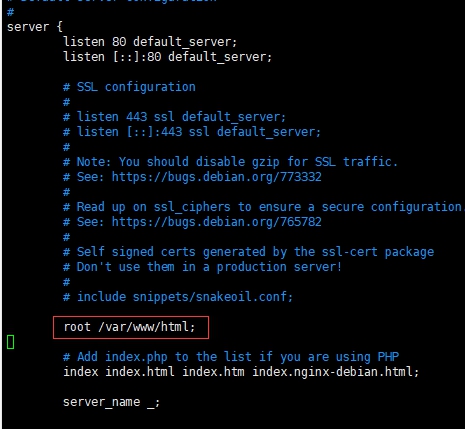 # Default server configuration
#
server {
listen 80 default_server;
listen [::]:80 default_server;
# SSL configuration
#
# listen 443 ssl default_server;
# listen [::]:443 ssl default_server;
#
# Note: You should disable gzip for SSL traffic.
# See: https://bugs.debian.org/773332
#
# Read up on ssl_ciphers to ensure a secure configuration.
# See: https://bugs.debian.org/765782
#
# Self signed certs generated by the ssl-cert package
# Don't use them in a production server!
#
# include snippets/snakeoil.conf;
root /var/www/html;
# Add index.php to the list if you are using PHP
index index.html index.htm index.nginx-debian.html;
server_name _;